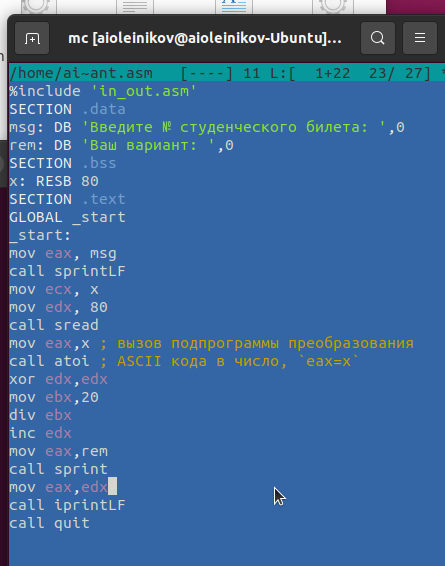 mc [aioleinikov@aioleinikov-Ubuntu]...
/home/ai~ant.asm [----] 11 L:[ 1+22 23/ 27]
%include 'in_out.asm'
SECTION .data
msg: DB 'Введите № студенческого билета: ',0
rem: DB 'Ваш вариант: ',0
SECTION .bss
x: RESB 80
SECTION .text
GLOBAL _start
_start:
mov eax, msg
call sprintLF
mov ecx, x
mov edx, 80
call sread
mov eax,x ; вызов подпрограммы преобразования
call atoi ; ASCII кода в число, `eax=x`
xor edx,edx
mov ebx,20
div ebx
inc edx
mov eax,rem
call sprint
mov eax,edx
call iprintLF
call quit